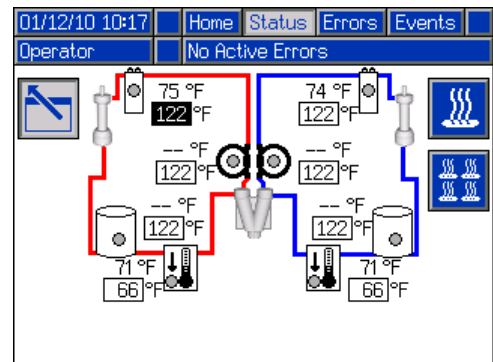 01/12/10 10:17 Home Status Errors Events
Operator No Active Errors
75 °F 74 °F
122 °F 122 °F
-- °F -- °F
122 °F 122 °F
-- °F -- °F
122 °F 122 °F
71 °F 71 °F
66 °F 66 °F